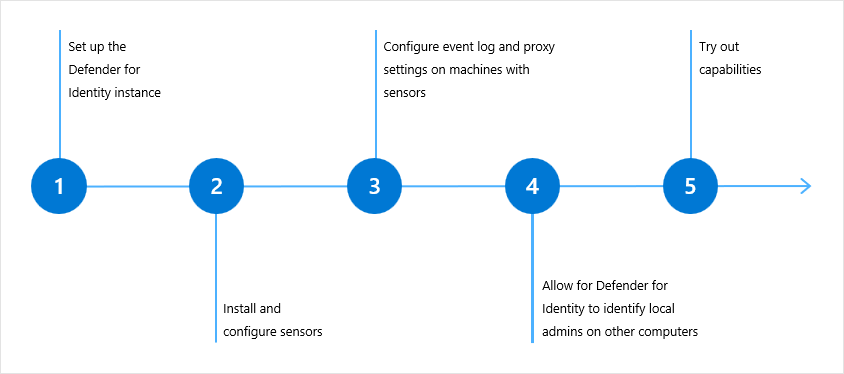 Set up the
Defender for
Identity instance
Configure event log and proxy
settings on machines with
sensors
Try out
capabilities
1
2
3
4
5
Install and
configure sensors
Allow for Defender for
Identity to identify local
admins on other computers